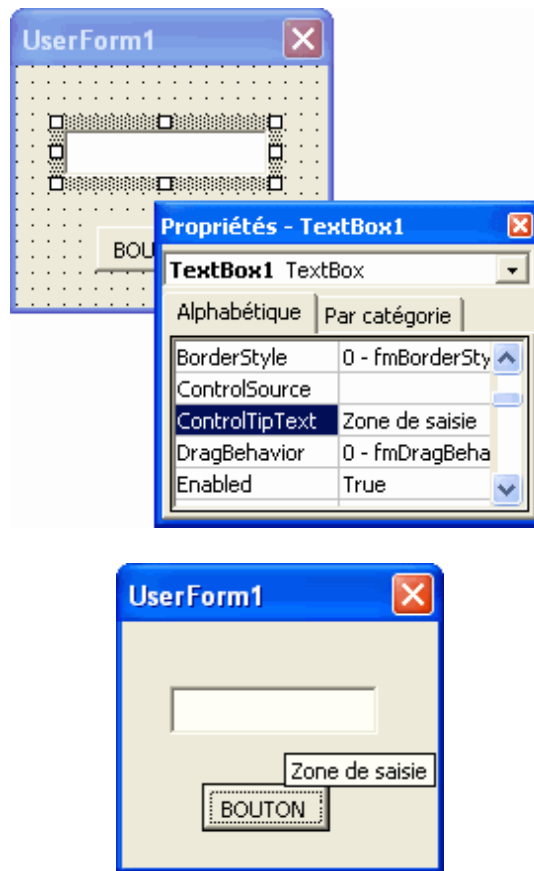 UserForm1
BOU
Propriétés - TextBox1
TextBox1 TextBox
Alphabétique Par catégorie
BorderStyle 0 - fmBorderSty
ControlSource
ControlTipText Zone de saisie
DragBehavior 0 - fmDragBeha
Enabled True
UserForm1
Zone de saisie
BOUTON